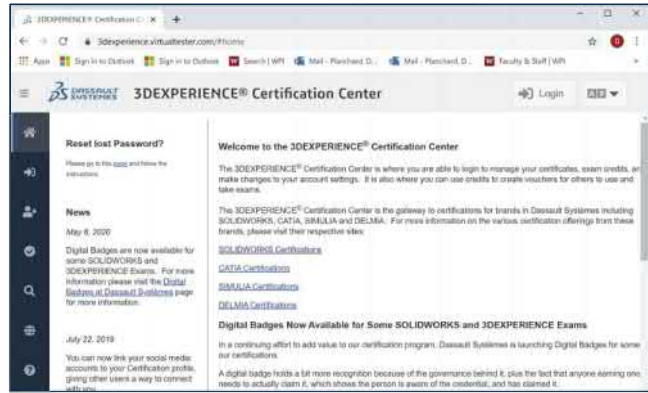 3DEXPERIENCE® Certification C
3dexperience.virtualtester.com/#home
Apps
Sign in to Outlook
Sign in to Outlook
Search | WPI
Mail - Planchard, D...
Mail - Planchard, D...
Faculty & Staff | WPI
DASSAULT
SYSTEMES
3DEXPERIENCE® Certification Center
Login
Reset lost Password?
Please go to this page and follow the
instructions.
News
May 8, 2020
Digital Badges are now available for
some SOLIDWORKS and
3DEXPERIENCE Exams. For more
information please visit the Digital
Badges at Dassault Systèmes page
for more information.
July 22, 2019
You can now link your social media
accounts to your Certification profile,
giving other users a way to connect
with you.
Welcome to the 3DEXPERIENCE® Certification Center
The 3DEXPERIENCE® Certification Center is where you are able to login to manage your certificates, exam credits, an
make changes to your account settings. It is also where you can use credits to create vouchers for others to use and
take exams.
The 3DEXPERIENCE® Certification Center is the gateway to certifications for brands in Dassault Systèmes including
SOLIDWORKS, CATIA, SIMULIA and DELMIA. For more information on the various certification offerings from these
brands, please visit their respective sites:
SOLIDWORKS Certifications
CATIA Certifications
SIMULIA Certifications
DELMIA Certifications
Digital Badges Now Available for Some SOLIDWORKS and 3DEXPERIENCE Exams
In a continuing effort to add value to our certification program, Dassault Systèmes is launching Digital Badges for some
our certifications.
A digital badge holds a bit more recognition because of the governance behind it, plus the fact that anyone earning one
needs to actually claim it, which shows the person is aware of the credential, and has claimed it.